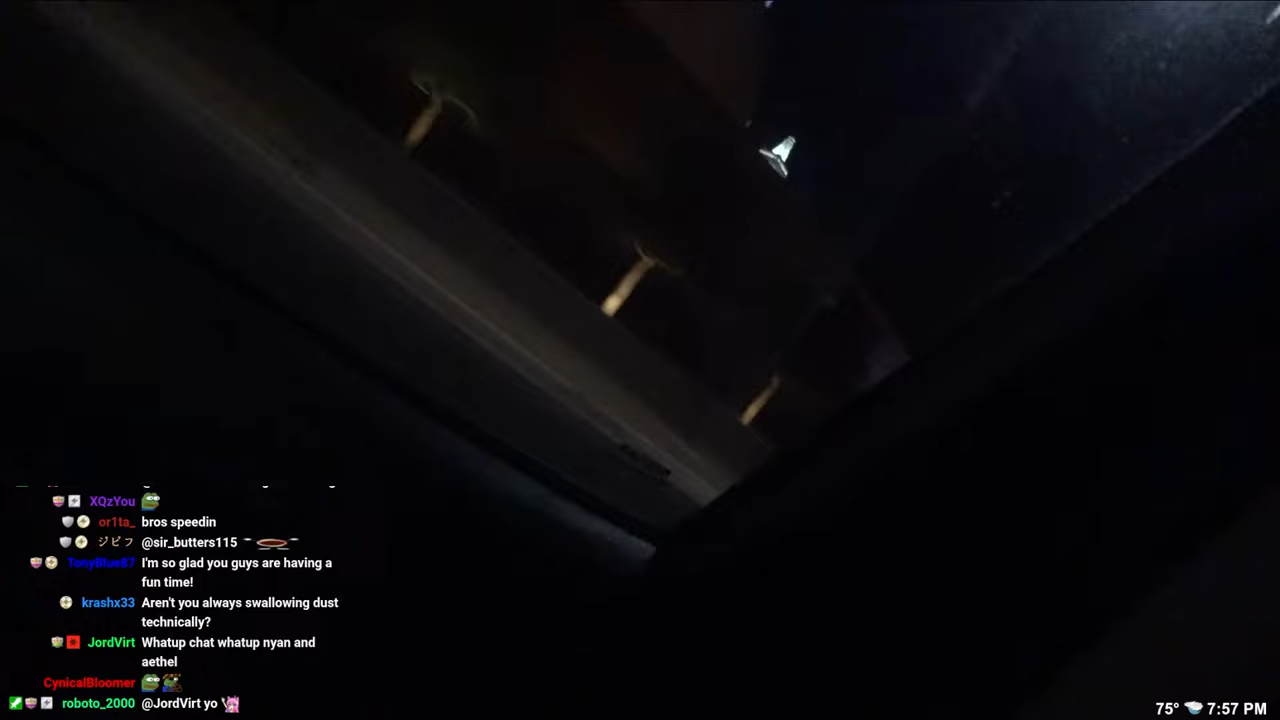 XQzYou
or1ta_ bros speedin
ジピフ @sir_butters115
TonyBlue87 I'm so glad you guys are having a
fun time!
krashx33 Aren't you always swallowing dust
technically?
JordVirt Whatup chat whatup nyan and
aethel
CynicalBloomer
roboto_2000 @JordVirt yo
75° 7:57 PM